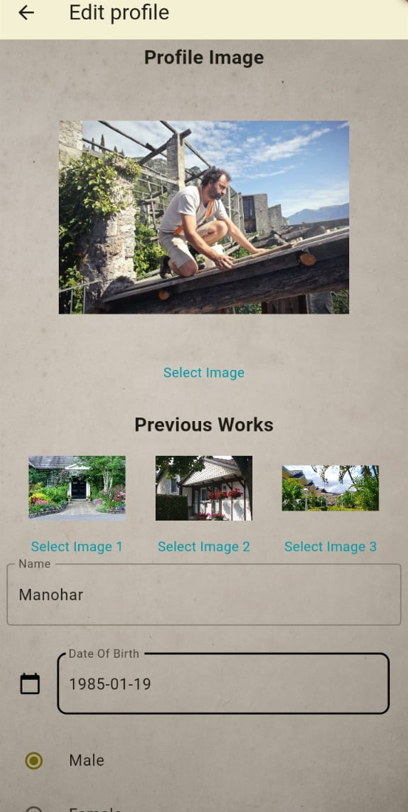 Edit profile
Profile Image
Select Image
Previous Works
Select Image 1 Select Image 2 Select Image 3
Name
Manohar
Date Of Birth
1985-01-19
Male